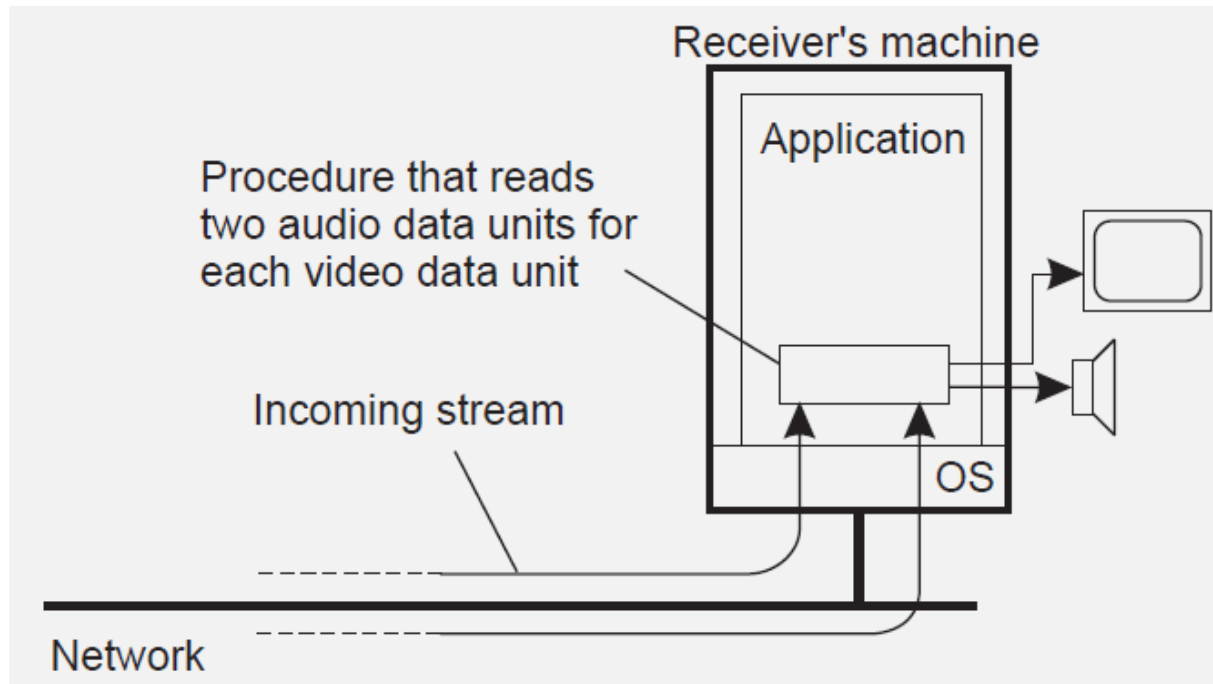 Receiver's machine
Application
Procedure that reads
two audio data units for
each video data unit
Incoming stream
OS
Network